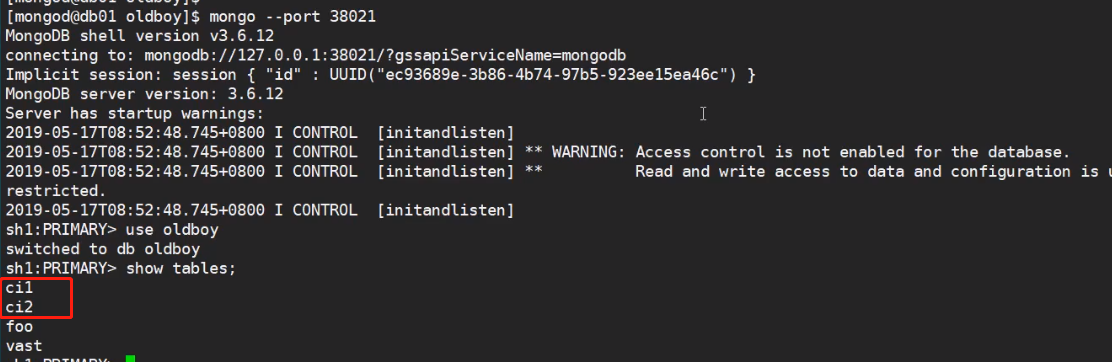 [mongod@db01 oldboy]$ mongo --port 38021
MongoDB shell version v3.6.12
connecting to: mongodb://127.0.0.1:38021/?gssapiServiceName=mongodb
Implicit session: session { "id" : UUID("ec93689e-3b86-4b74-97b5-923ee15ea46c") }
MongoDB server version: 3.6.12
Server has startup warnings:
2019-05-17T08:52:48.745+0800 I CONTROL  [initandlisten]
2019-05-17T08:52:48.745+0800 I CONTROL  [initandlisten] ** WARNING: Access control is not enabled for the database.
2019-05-17T08:52:48.745+0800 I CONTROL  [initandlisten] **          Read and write access to data and configuration is
restricted.
2019-05-17T08:52:48.745+0800 I CONTROL  [initandlisten]
sh1:PRIMARY> use oldboy
switched to db oldboy
sh1:PRIMARY> show tables;
ci1
ci2
foo
vast